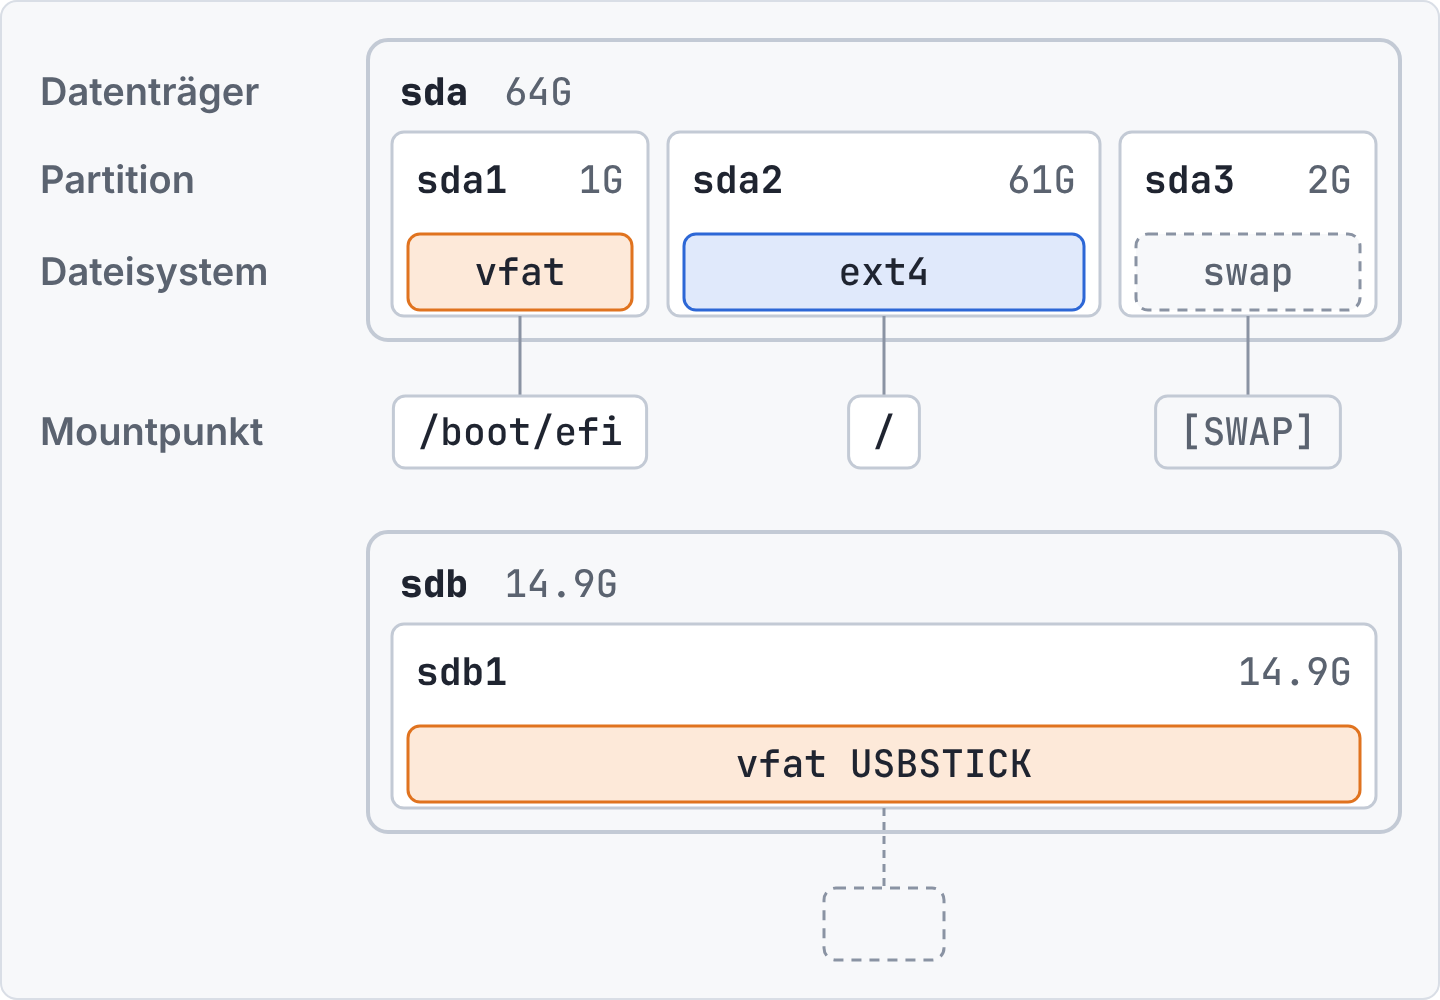 Datenträger
sda 64G
Partition
sda1 1G
sda2 61G
sda3 2G
Dateisystem
vfat
ext4
swap
Mountpunkt
/boot/efi
/
[SWAP]
sdb 14.9G
sdb1 14.9G
vfat USBSTICK